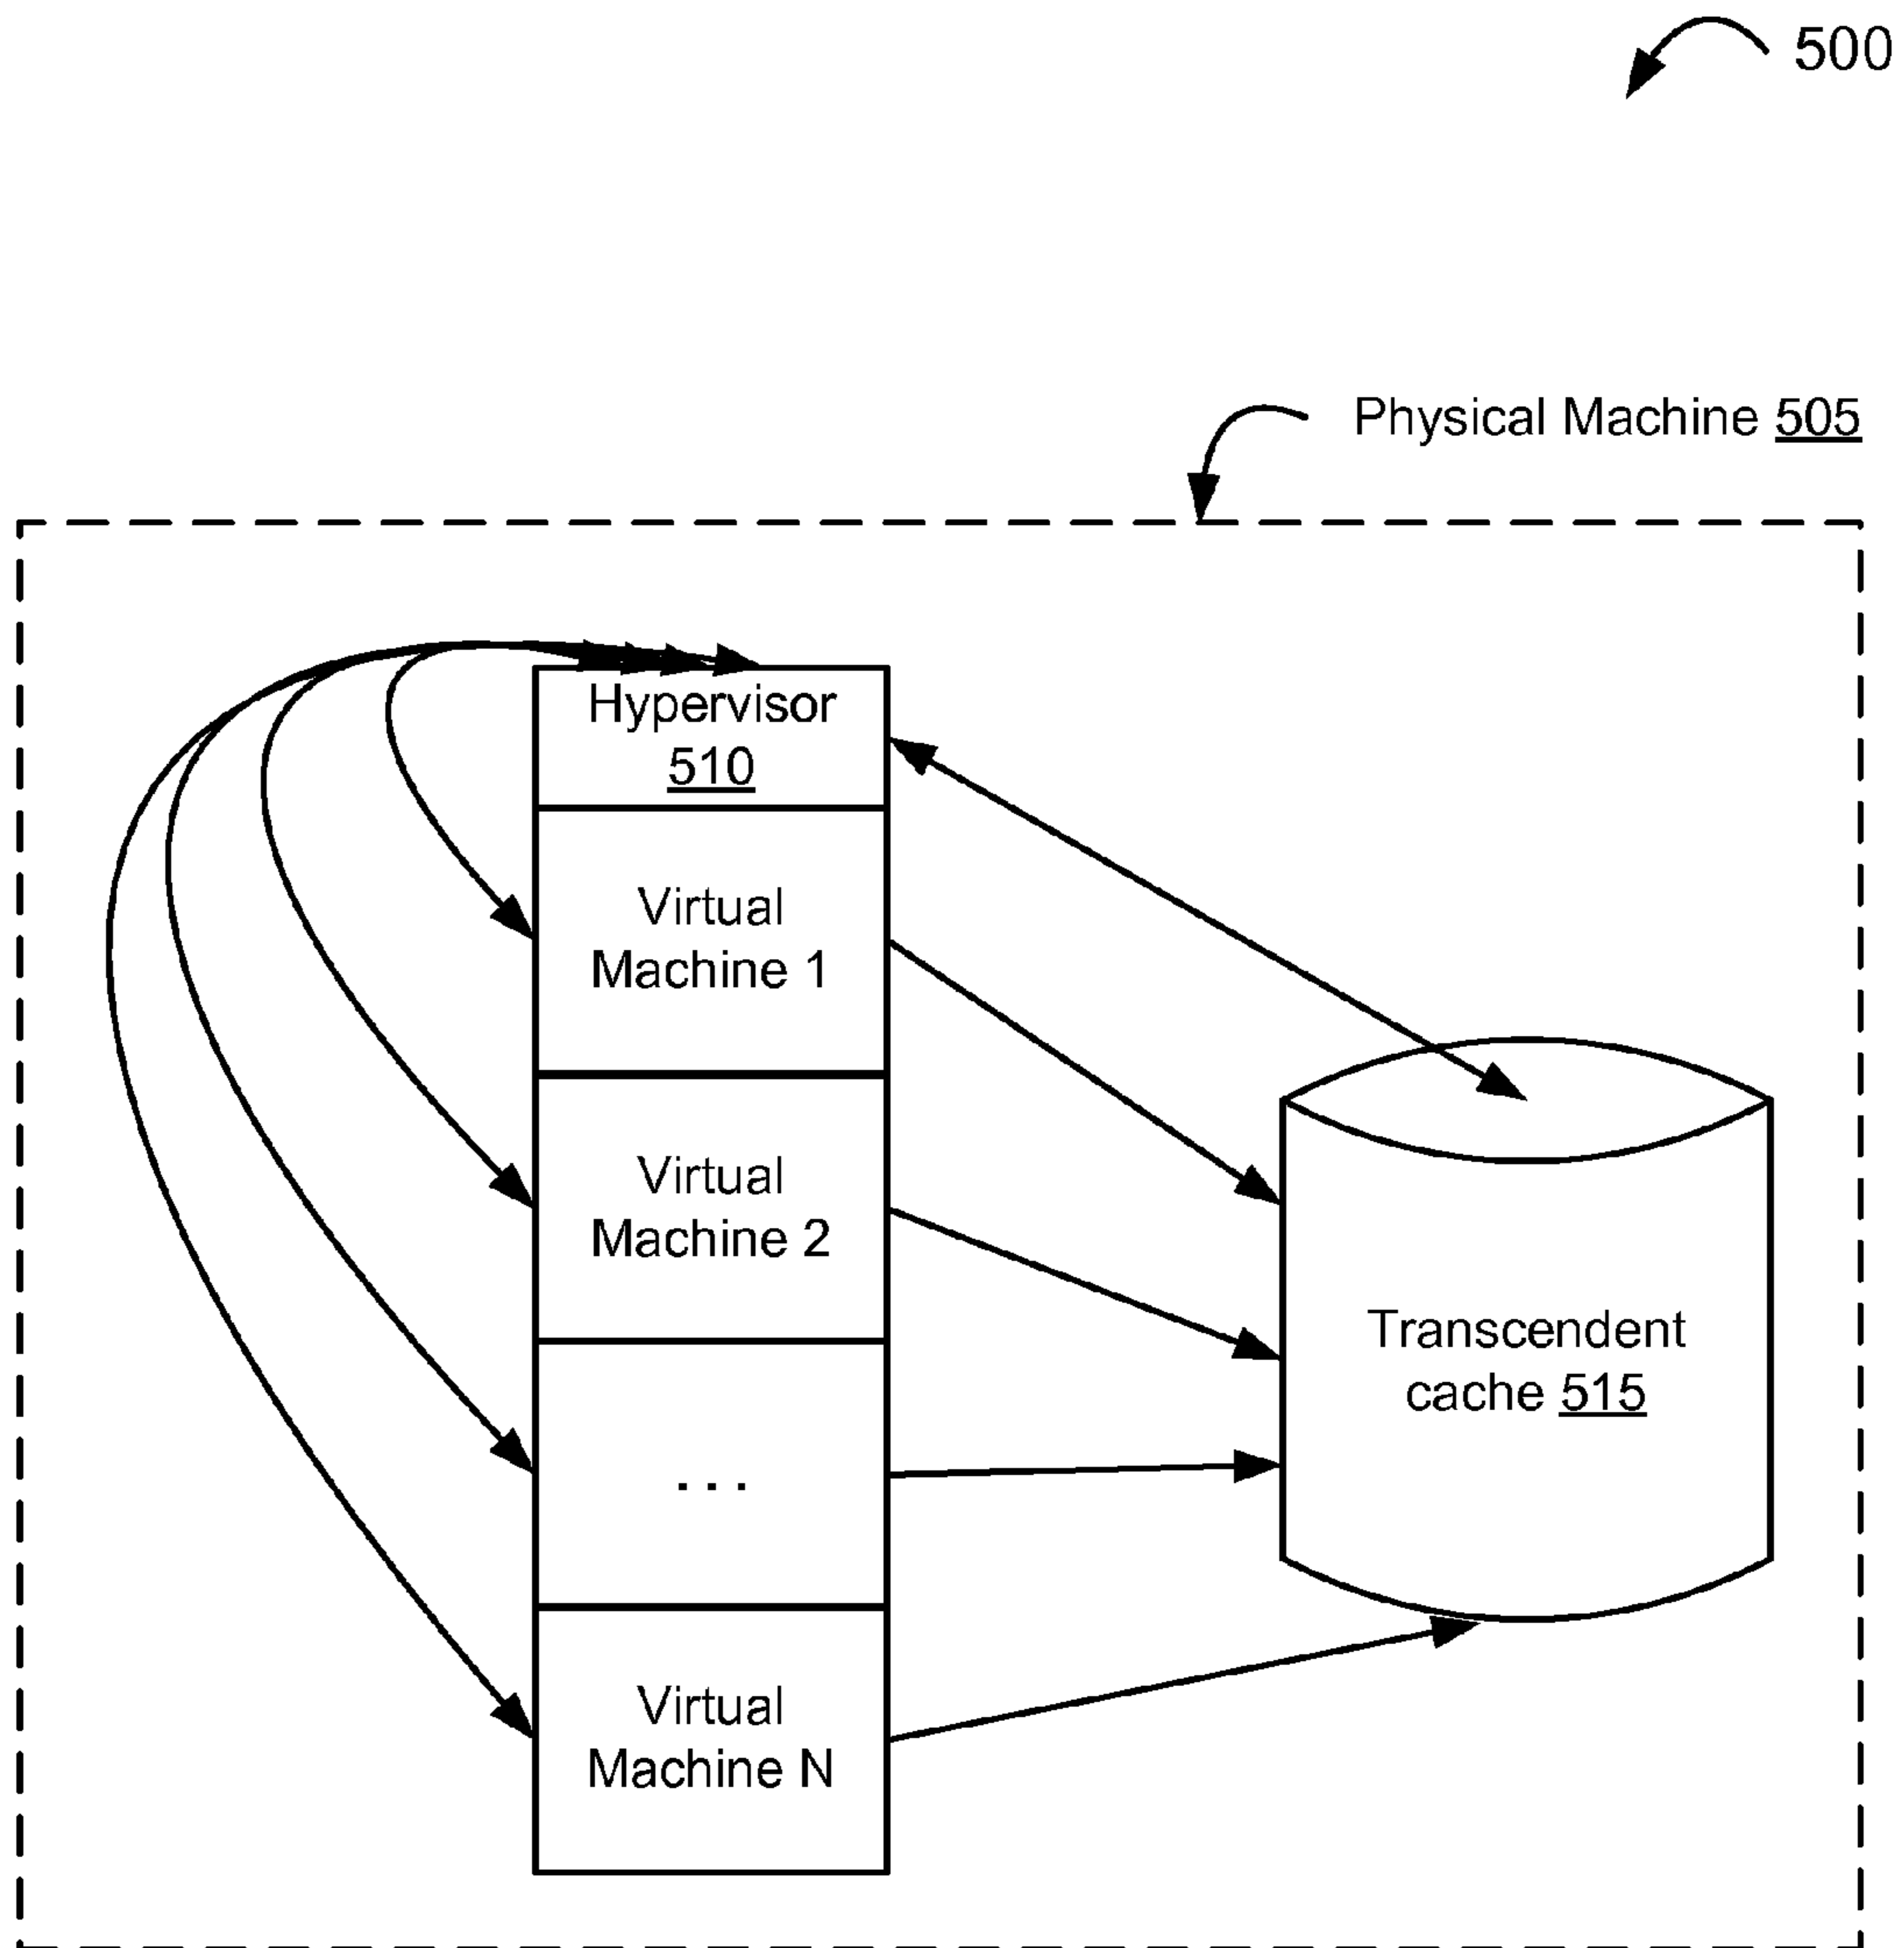 500
Physical Machine 505
Hypervisor
510
Virtual
Machine 1
Virtual
Machine 2
. . .
Virtual
Machine N
Transcendent
cache 515